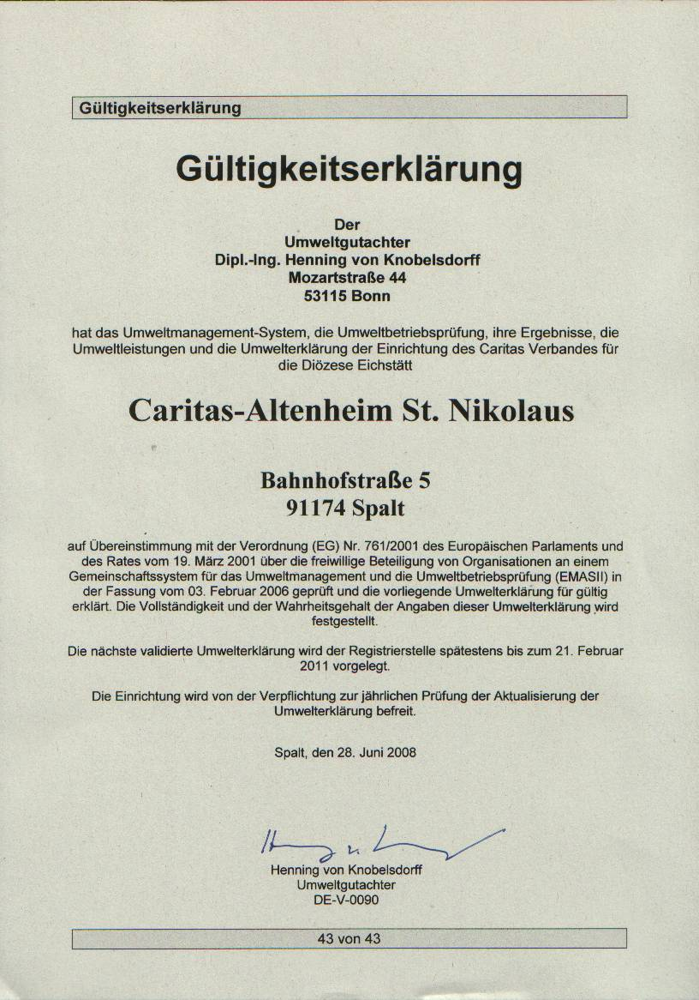 Gültigkeitserklärung
Gültigkeitserklärung
Der
Umweltgutachter
Dipl.-Ing. Henning von Knobelsdorff
Mozartstraße 44
53115 Bonn
hat das Umweltmanagement-System, die Umweltbetriebsprüfung, ihre Ergebnisse, die
Umweltleistungen und die Umwelterklärung der Einrichtung des Caritas Verbandes für
die Diözese Eichstätt
Caritas-Altenheim St. Nikolaus
Bahnhofstraße 5
91174 Spalt
auf Übereinstimmung mit der Verordnung (EG) Nr. 761/2001 des Europäischen Parlaments und
des Rates vom 19. März 2001 über die freiwillige Beteiligung von Organisationen an einem
Gemeinschaftssystem für das Umweltmanagement und die Umweltbetriebsprüfung (EMASII) in
der Fassung vom 03. Februar 2006 geprüft und die vorliegende Umwelterklärung für gültig
erklärt. Die Vollständigkeit und der Wahrheitsgehalt der Angaben dieser Umwelterklärung wird
festgestellt.
Die nächste validierte Umwelterklärung wird der Registrierstelle spätestens bis zum 21. Februar
2011 vorgelegt.
Die Einrichtung wird von der Verpflichtung zur jährlichen Prüfung der Aktualisierung der
Umwelterklärung befreit.
Spalt, den 28. Juni 2008
Henning von Knobelsdorff
Umweltgutachter
DE-V-0090
43 von 43